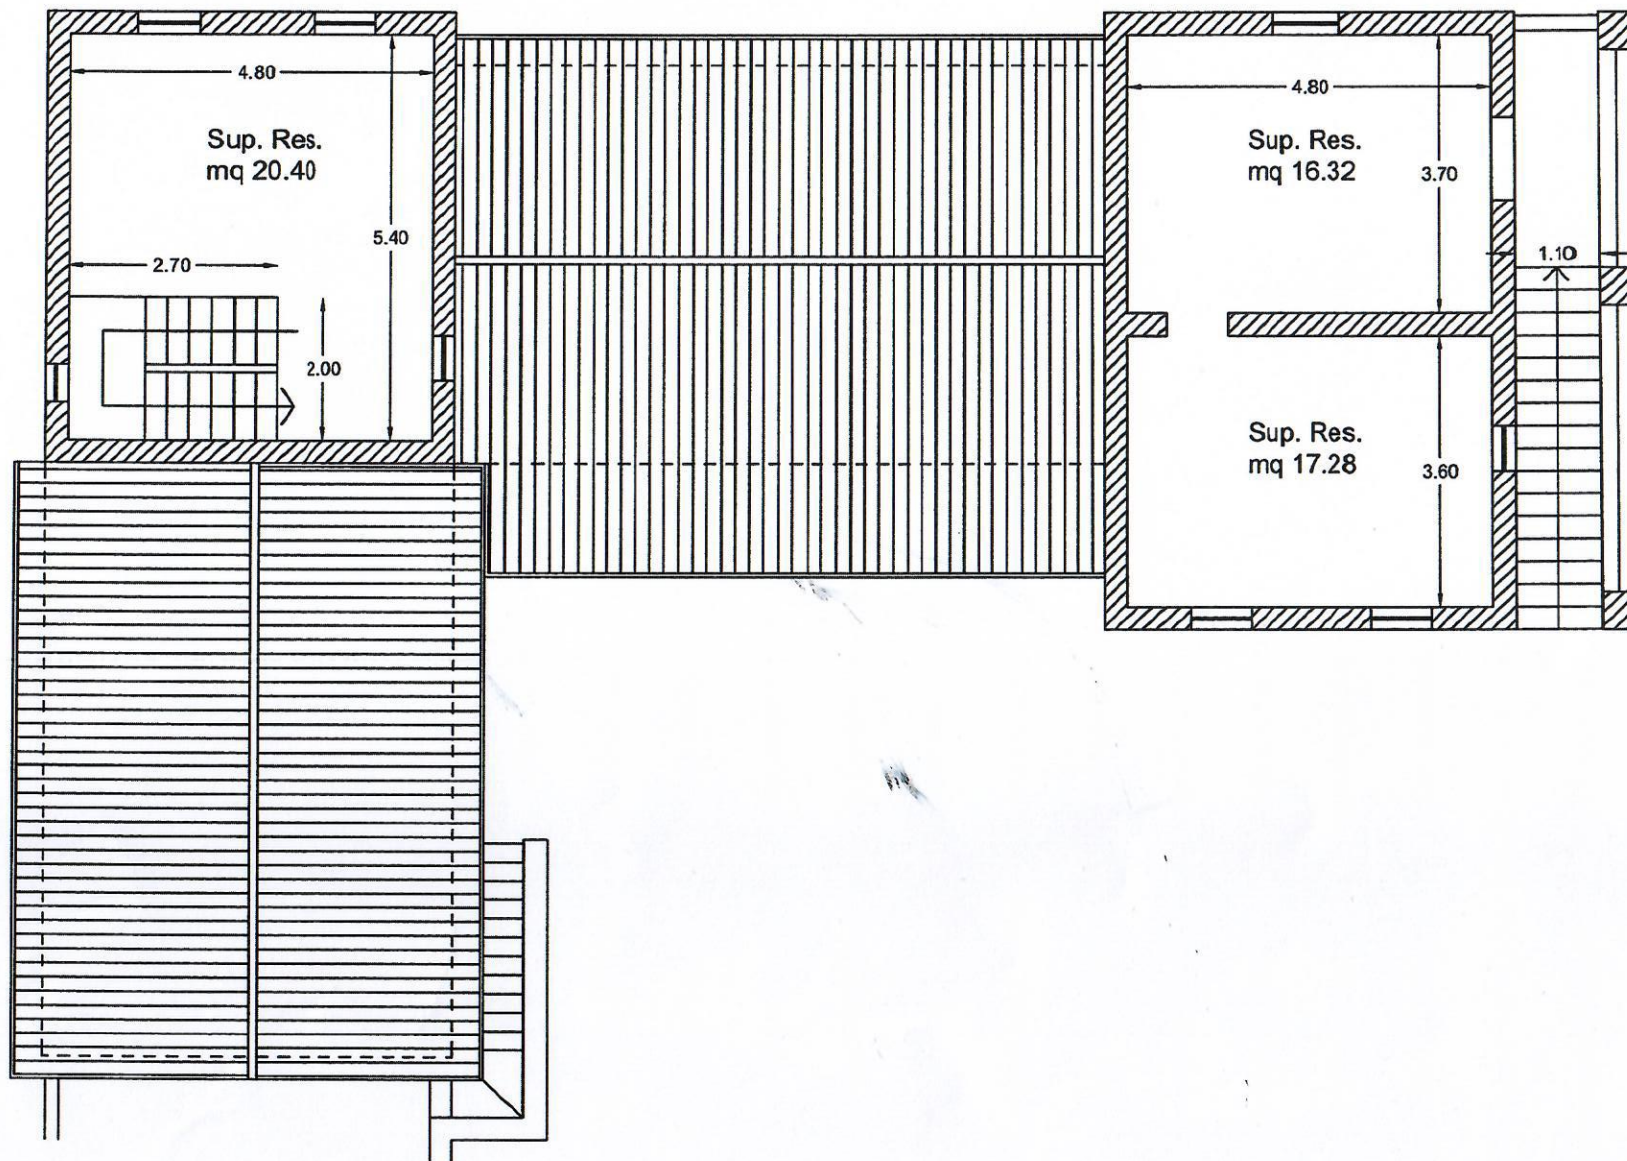 4.80
Sup. Res.
mq 20.40
5.40
2.70
2.00
4.80
Sup. Res.
mq 16.32
3.70
1.10
Sup. Res.
mq 17.28
3.60